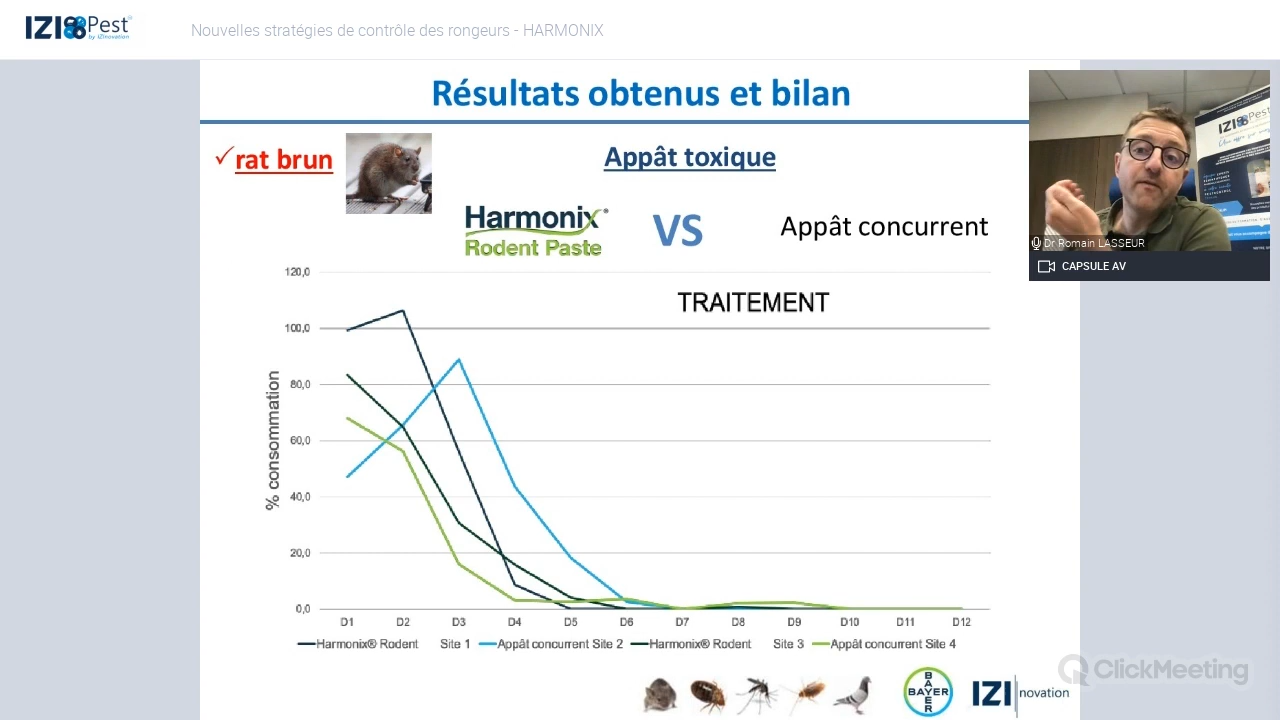 IZI Pest
by IZInovation
Nouvelles stratégies de contrôle des rongeurs - HARMONIX
Résultats obtenus et bilan
✓rat brun
Appât toxique
Harmonix®
Rodent Paste
VS
Appât concurrent
TRAITEMENT
% consommation
120,0
100,0
80,0
60,0
40,0
20,0
0,0
D1 D2 D3 D4 D5 D6 D7 D8 D9 D10 D11 D12
Harmonix® Rodent Site 1 Appât concurrent Site 2 Harmonix® Rodent Site 3 Appât concurrent Site 4
IZI Pest
Dr Romain LASSEUR
CAPSULE AV
BAYER
BAYER
IZI novation
ClickMeeting